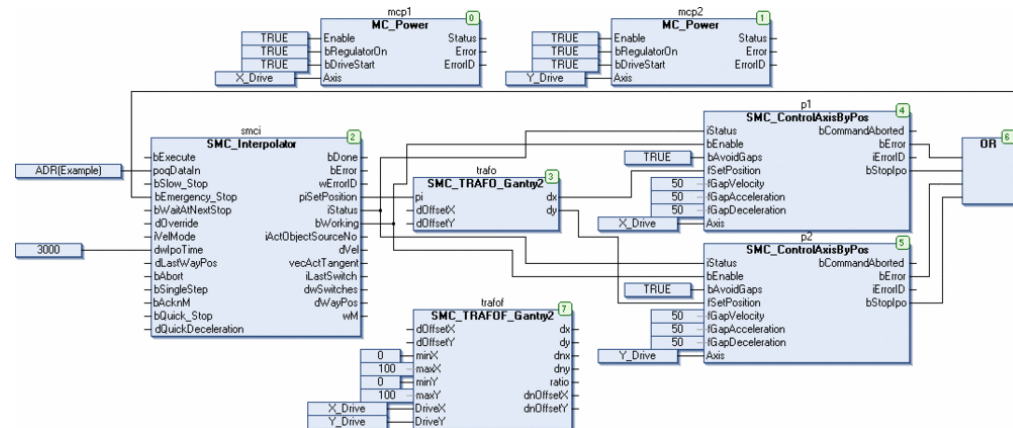 mcp1
0
MC_Power
TRUE Enable Status
TRUE bRegulatorOn Error
TRUE bDriveStart ErrorID
X_Drive Axis
mcp2
1
MC_Power
TRUE Enable Status
TRUE bRegulatorOn Error
TRUE bDriveStart ErrorID
Y_Drive Axis
smci
2
SMC_Interpolator
bExecute bDone
ADR(Example) poqDataIn bError
bSlow_Stop wErrorID
bEmergency_Stop piSetPosition
bWaitAtNextStop iStatus
dOverride bWorking
iVelMode iActObjectSourceNo
3000 dwIpoTime dVel
dLastWayPos vecActTangent
bAbort iLastSwitch
bSingleStep dwSwitches
bAcknM dWayPos
bQuick_Stop wM
dQuickDeceleration
trafo
3
SMC_TRAFO_Gantry2
pi dx
dOffsetX dy
dOffsetY
p1
4
SMC_ControlAxisByPos
iStatus bCommandAborted
bEnable bError
TRUE bAvoidGaps iErrorID
fSetPosition bStopIpo
50 fGapVelocity
50 fGapAcceleration
50 fGapDeceleration
X_Drive Axis
6
OR
p2
5
SMC_ControlAxisByPos
iStatus bCommandAborted
bEnable bError
TRUE bAvoidGaps iErrorID
fSetPosition bStopIpo
50 fGapVelocity
50 fGapAcceleration
50 fGapDeceleration
Y_Drive Axis
trafof
7
SMC_TRAFOF_Gantry2
dOffsetX dx
dOffsetY dy
0 minX dnx
100 maxX dny
0 minY ratio
100 maxY dnOffsetX
X_Drive DriveX dnOffsetY
Y_Drive DriveY